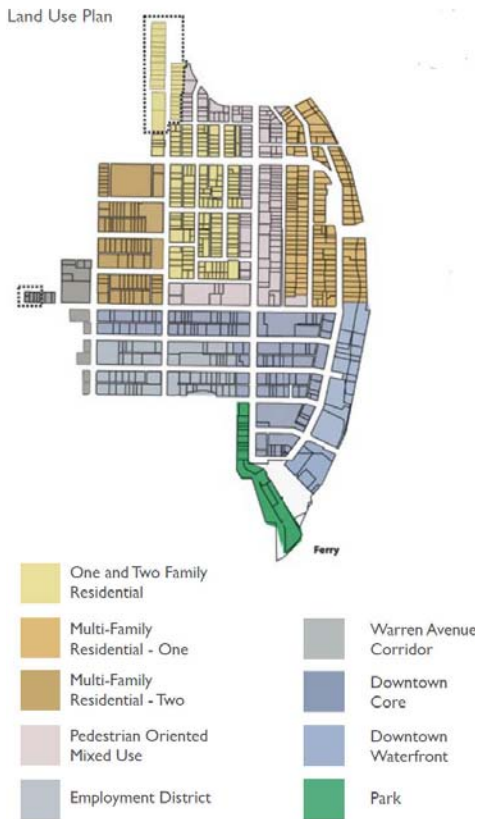 Land Use Plan
Ferry
One and Two Family
Residential
Multi-Family
Residential - One
Multi-Family
Residential - Two
Pedestrian Oriented
Mixed Use
Employment District
Warren Avenue
Corridor
Downtown
Core
Downtown
Waterfront
Park